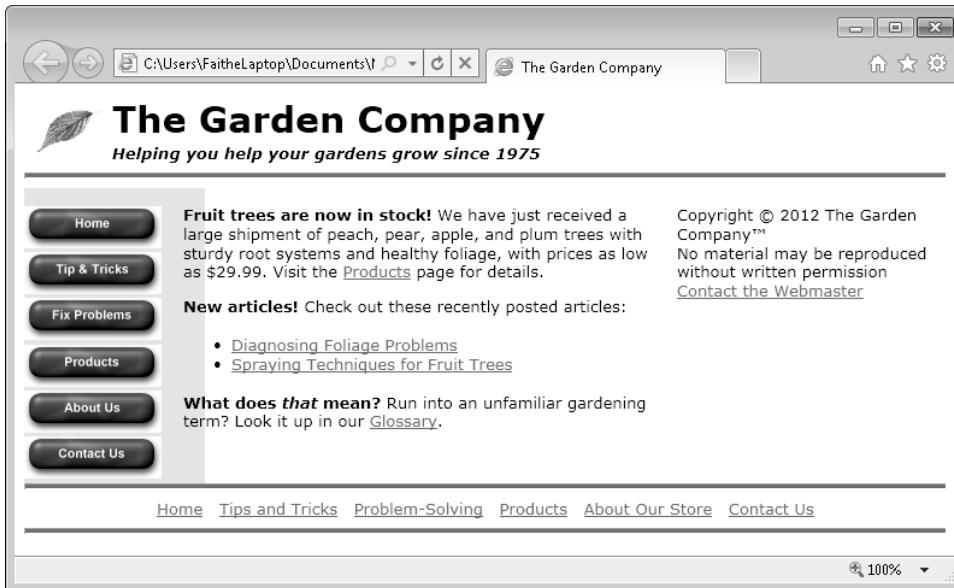 C:\Users\FaitheLaptop\Documents\
The Garden Company
The Garden Company
Helping you help your gardens grow since 1975
Home
Tip & Tricks
Fix Problems
Products
About Us
Contact Us
Fruit trees are now in stock! We have just received a
large shipment of peach, pear, apple, and plum trees with
sturdy root systems and healthy foliage, with prices as low
as $29.99. Visit the Products page for details.
New articles! Check out these recently posted articles:
• Diagnosing Foliage Problems
• Spraying Techniques for Fruit Trees
What does that mean? Run into an unfamiliar gardening
term? Look it up in our Glossary.
Copyright © 2012 The Garden
Company™
No material may be reproduced
without written permission
Contact the Webmaster
Home Tips and Tricks Problem-Solving Products About Our Store Contact Us
100%